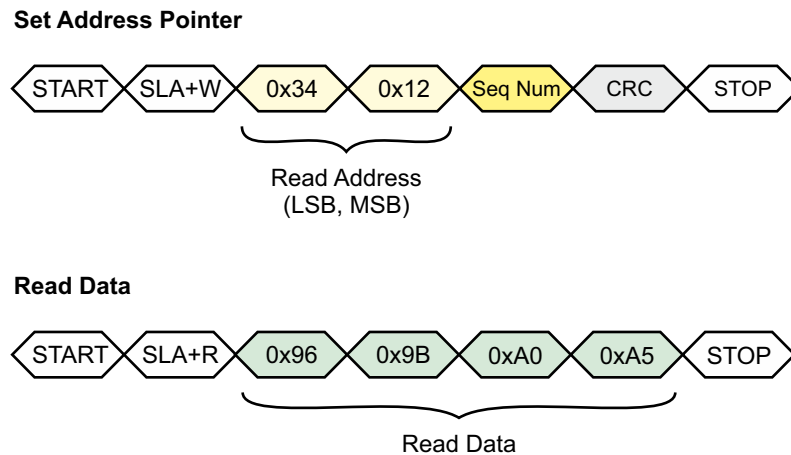 Set Address Pointer
START SLA+W 0x34 0x12 Seq Num CRC STOP
Read Address
(LSB, MSB)
Read Data
START SLA+R 0x96 0x9B 0xA0 0xA5 STOP
Read Data